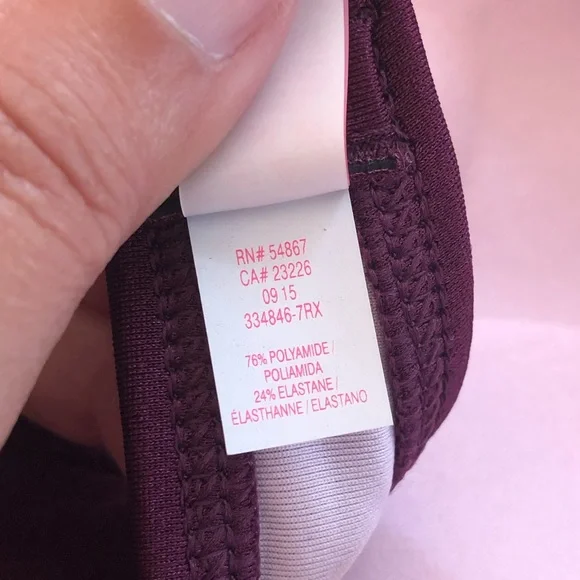 RN# 54867
CA# 23226
09 15
334846-7RX
76% POLYAMIDE /
POLIAMIDA
24% ELASTANE /
ÉLASTHANNE / ELASTANO